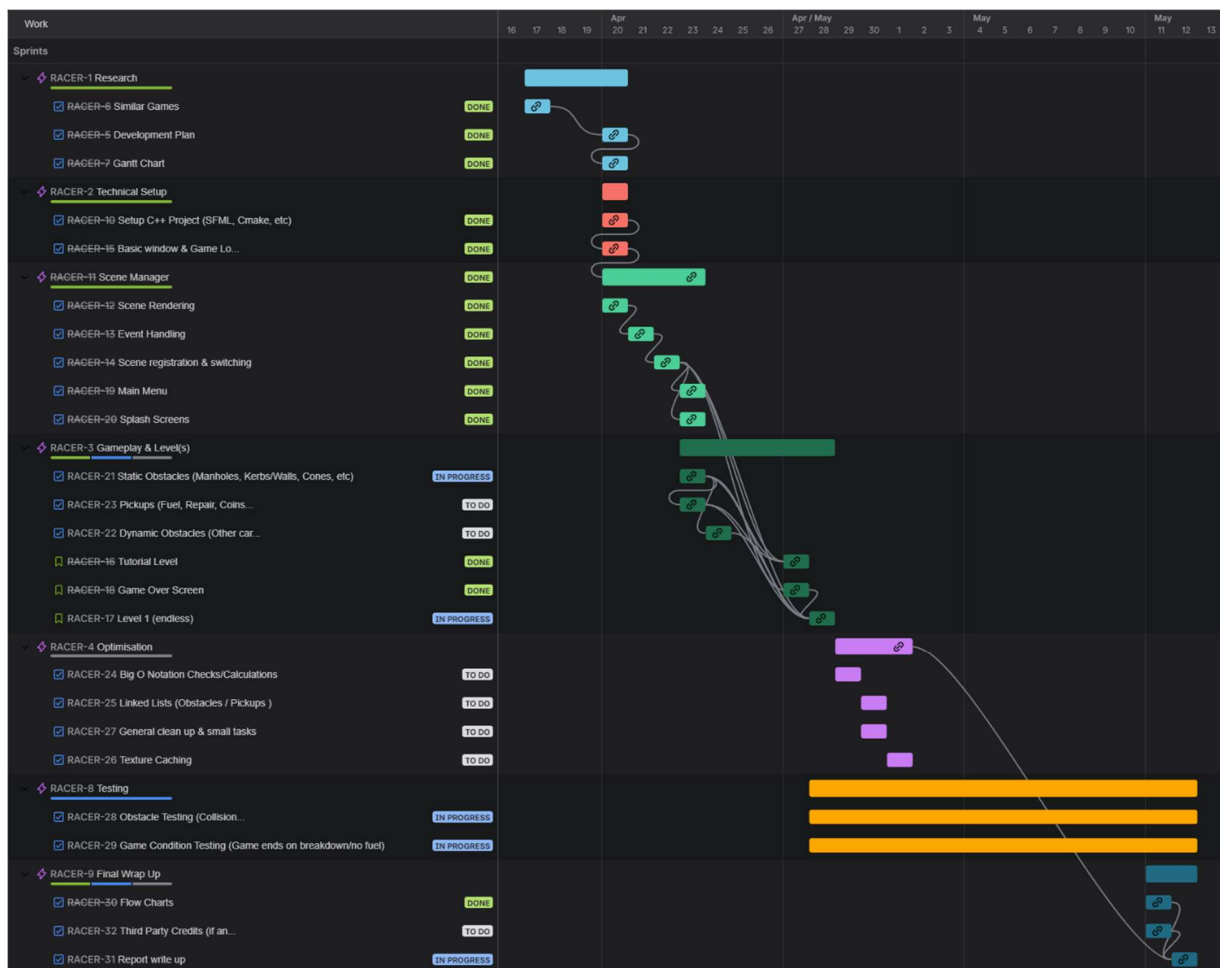 Work
Apr Apr / May May May
16 17 18 19 20 21 22 23 24 25 26 27 28 29 30 1 2 3 4 5 6 7 8 9 10 11 12 13
Sprints
RACER-1 Research
RACER-6 Similar Games DONE
RACER-5 Development Plan DONE
RACER-7 Gantt Chart DONE
RACER-2 Technical Setup
RACER-10 Setup C++ Project (SFML, Cmake, etc) DONE
RACER-15 Basic window & Game Lo... DONE
RACER-11 Scene Manager DONE
RACER-12 Scene Rendering DONE
RACER-13 Event Handling DONE
RACER-14 Scene registration & switching DONE
RACER-19 Main Menu DONE
RACER-20 Splash Screens DONE
RACER-3 Gameplay & Level(s)
RACER-21 Static Obstacles (Manholes, Kerbs/Walls, Cones, etc) IN PROGRESS
RACER-23 Pickups (Fuel, Repair, Coins... TO DO
RACER-22 Dynamic Obstacles (Other car... TO DO
RACER-16 Tutorial Level DONE
RACER-18 Game Over Screen DONE
RACER-17 Level 1 (endless) IN PROGRESS
RACER-4 Optimisation
RACER-24 Big O Notation Checks/Calculations TO DO
RACER-25 Linked Lists (Obstacles / Pickups ) TO DO
RACER-27 General clean up & small tasks TO DO
RACER-26 Texture Caching TO DO
RACER-8 Testing
RACER-28 Obstacle Testing (Collision... IN PROGRESS
RACER-29 Game Condition Testing (Game ends on breakdown/no fuel) IN PROGRESS
RACER-9 Final Wrap Up
RACER-30 Flow Charts DONE
RACER-32 Third Party Credits (if an... TO DO
RACER-31 Report write up IN PROGRESS